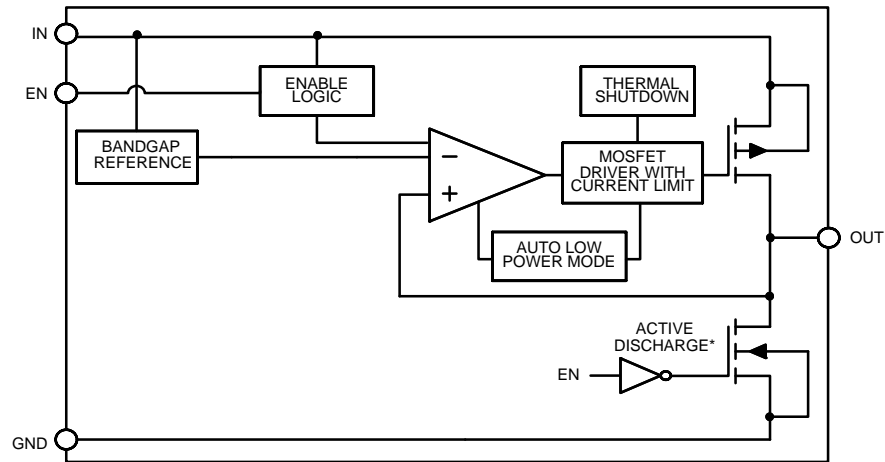 IN
EN
ENABLE
LOGIC
THERMAL
SHUTDOWN
BANDGAP
REFERENCE
−
+
MOSFET
DRIVER WITH
CURRENT LIMIT
AUTO LOW
POWER MODE
OUT
ACTIVE
DISCHARGE*
EN
GND